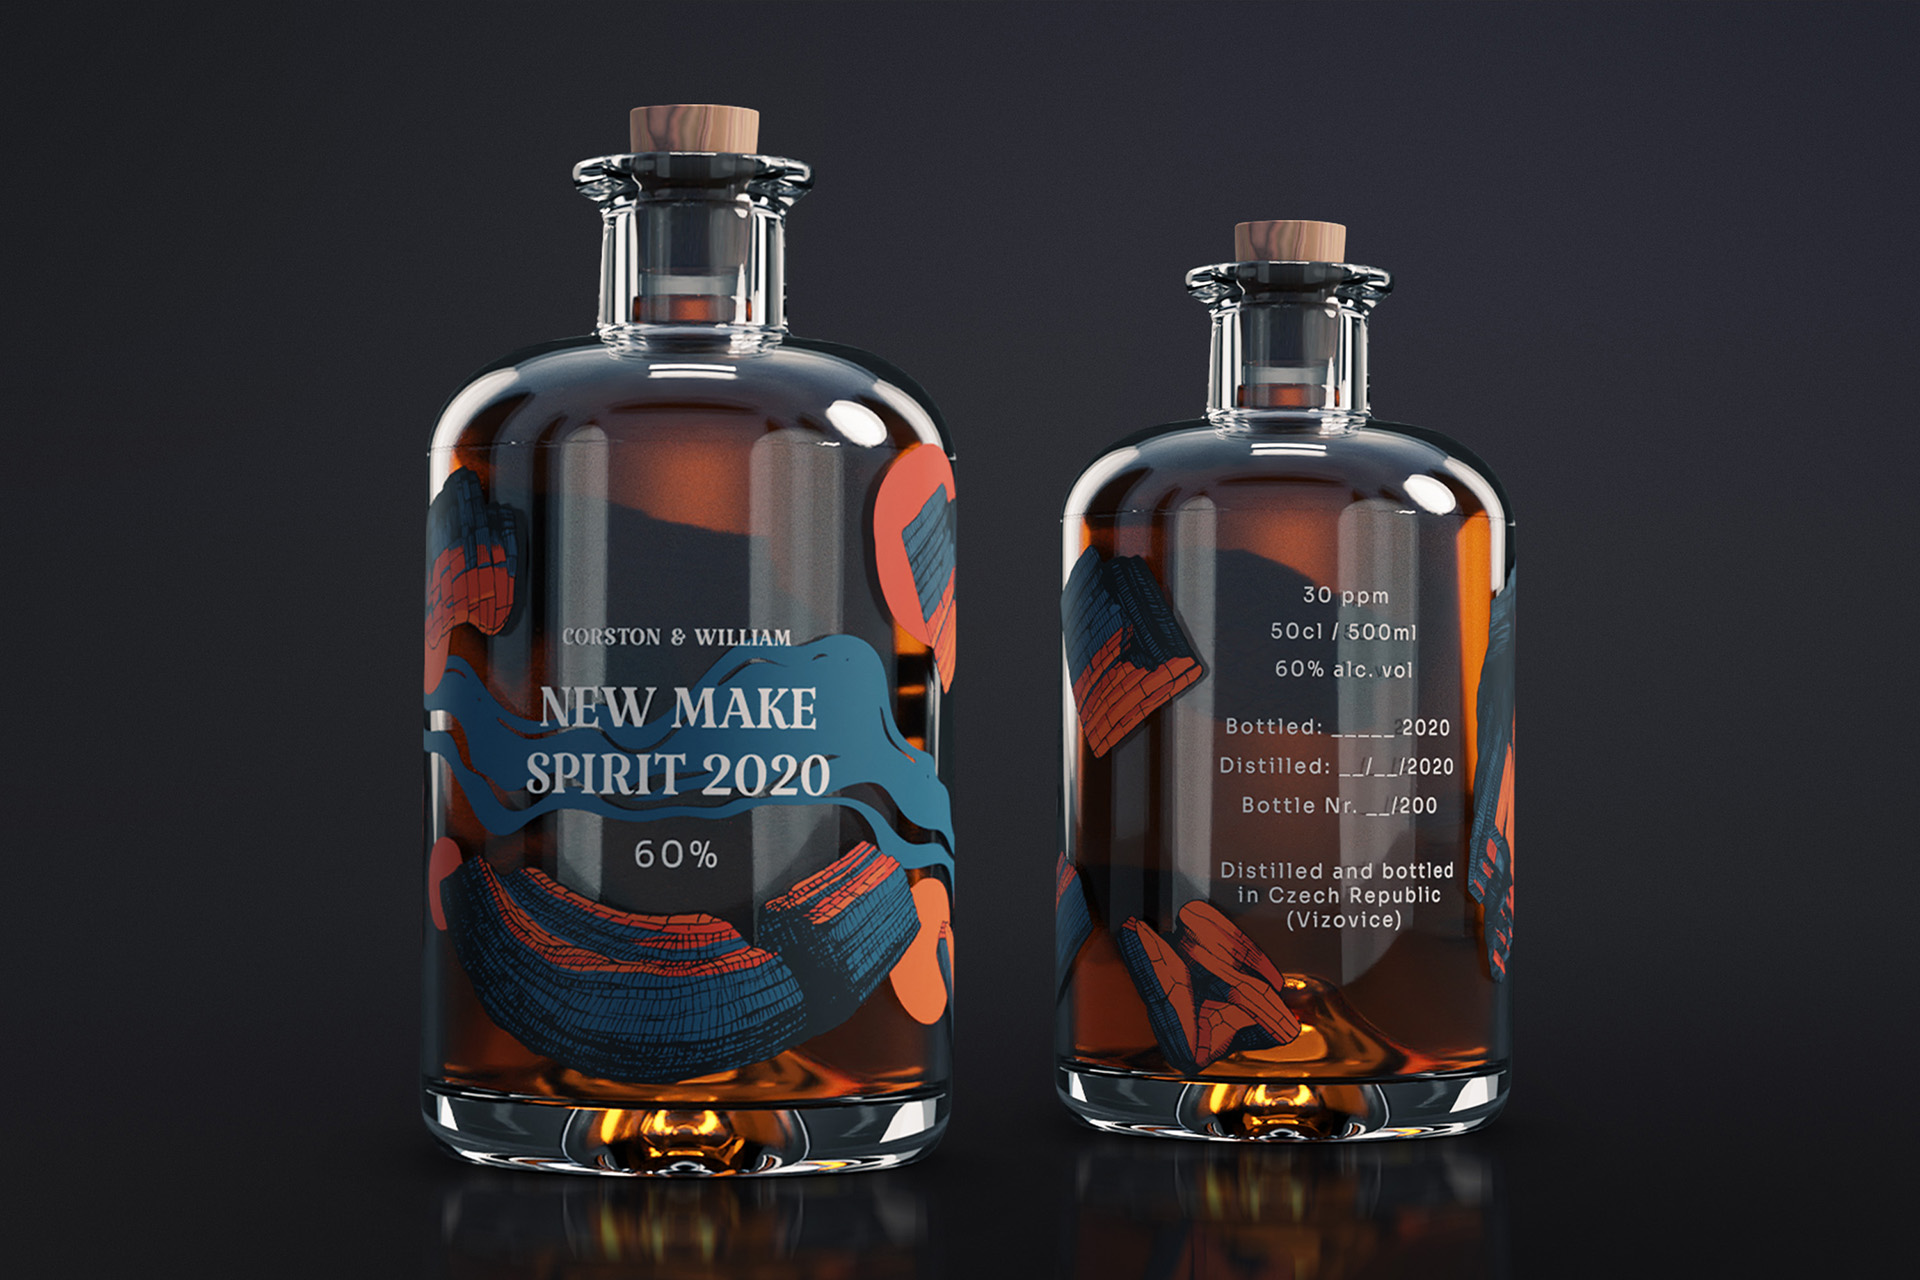 CORSTON & WILLIAM
NEW MAKE
SPIRIT 2020
60%
30 ppm
50cl / 500ml
60% alc. vol
Bottled: _____2020
Distilled: __/__/2020
Bottle Nr. __/200
Distilled and bottled
in Czech Republic
(Vizovice)